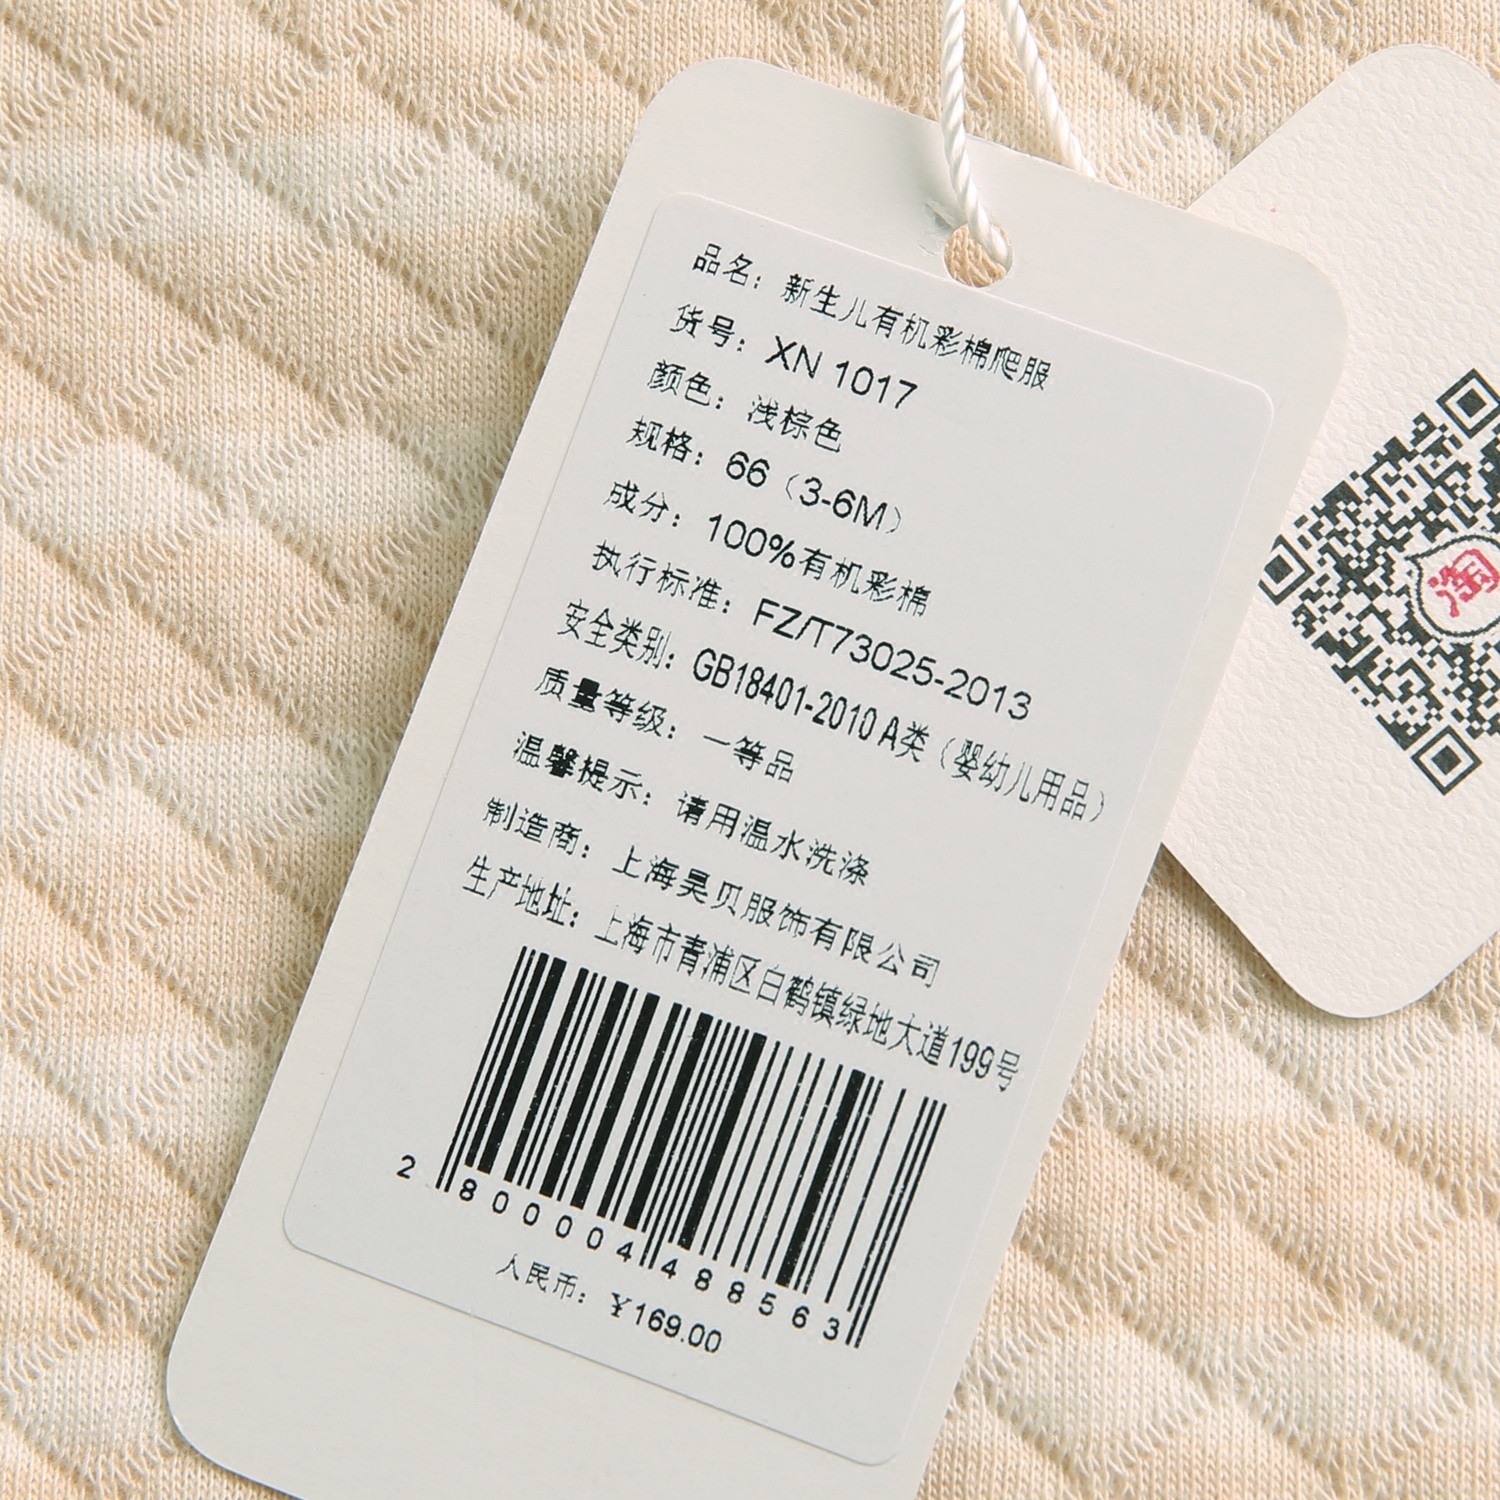 品名：新生儿有机彩棉爬服
货号：XN 1017
颜色：浅棕色
规格：66（3-6M）
成分：100%有机彩棉
执行标准：FZ/T73025-2013
安全类别：GB18401-2010 A类（婴幼儿用品）
质量等级：一等品
温馨提示：请用温水洗涤
制造商：上海昊贝服饰有限公司
生产地址：上海市青浦区白鹤镇绿地大道199号
2 800004 488563
人民币：¥169.00
淘